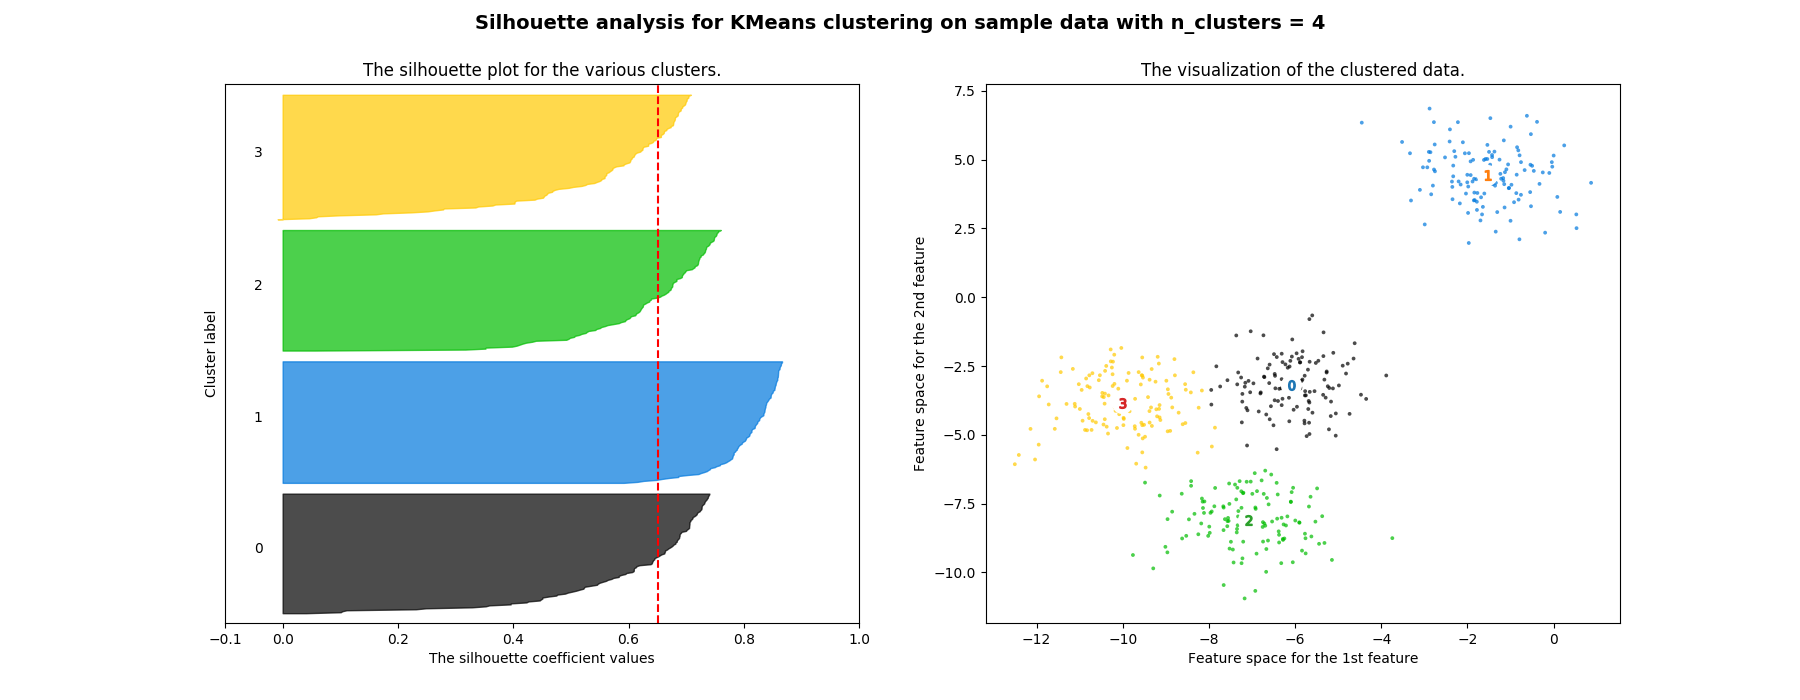 Silhouette analysis for KMeans clustering on sample data with n_clusters = 4
The silhouette plot for the various clusters.
3
2
1
0
Cluster label
−0.1 0.0 0.2 0.4 0.6 0.8 1.0
The silhouette coefficient values
The visualization of the clustered data.
7.5
5.0
2.5
0.0
−2.5
−5.0
−7.5
−10.0
Feature space for the 2nd feature
1
0
3
2
−12 −10 −8 −6 −4 −2 0
Feature space for the 1st feature